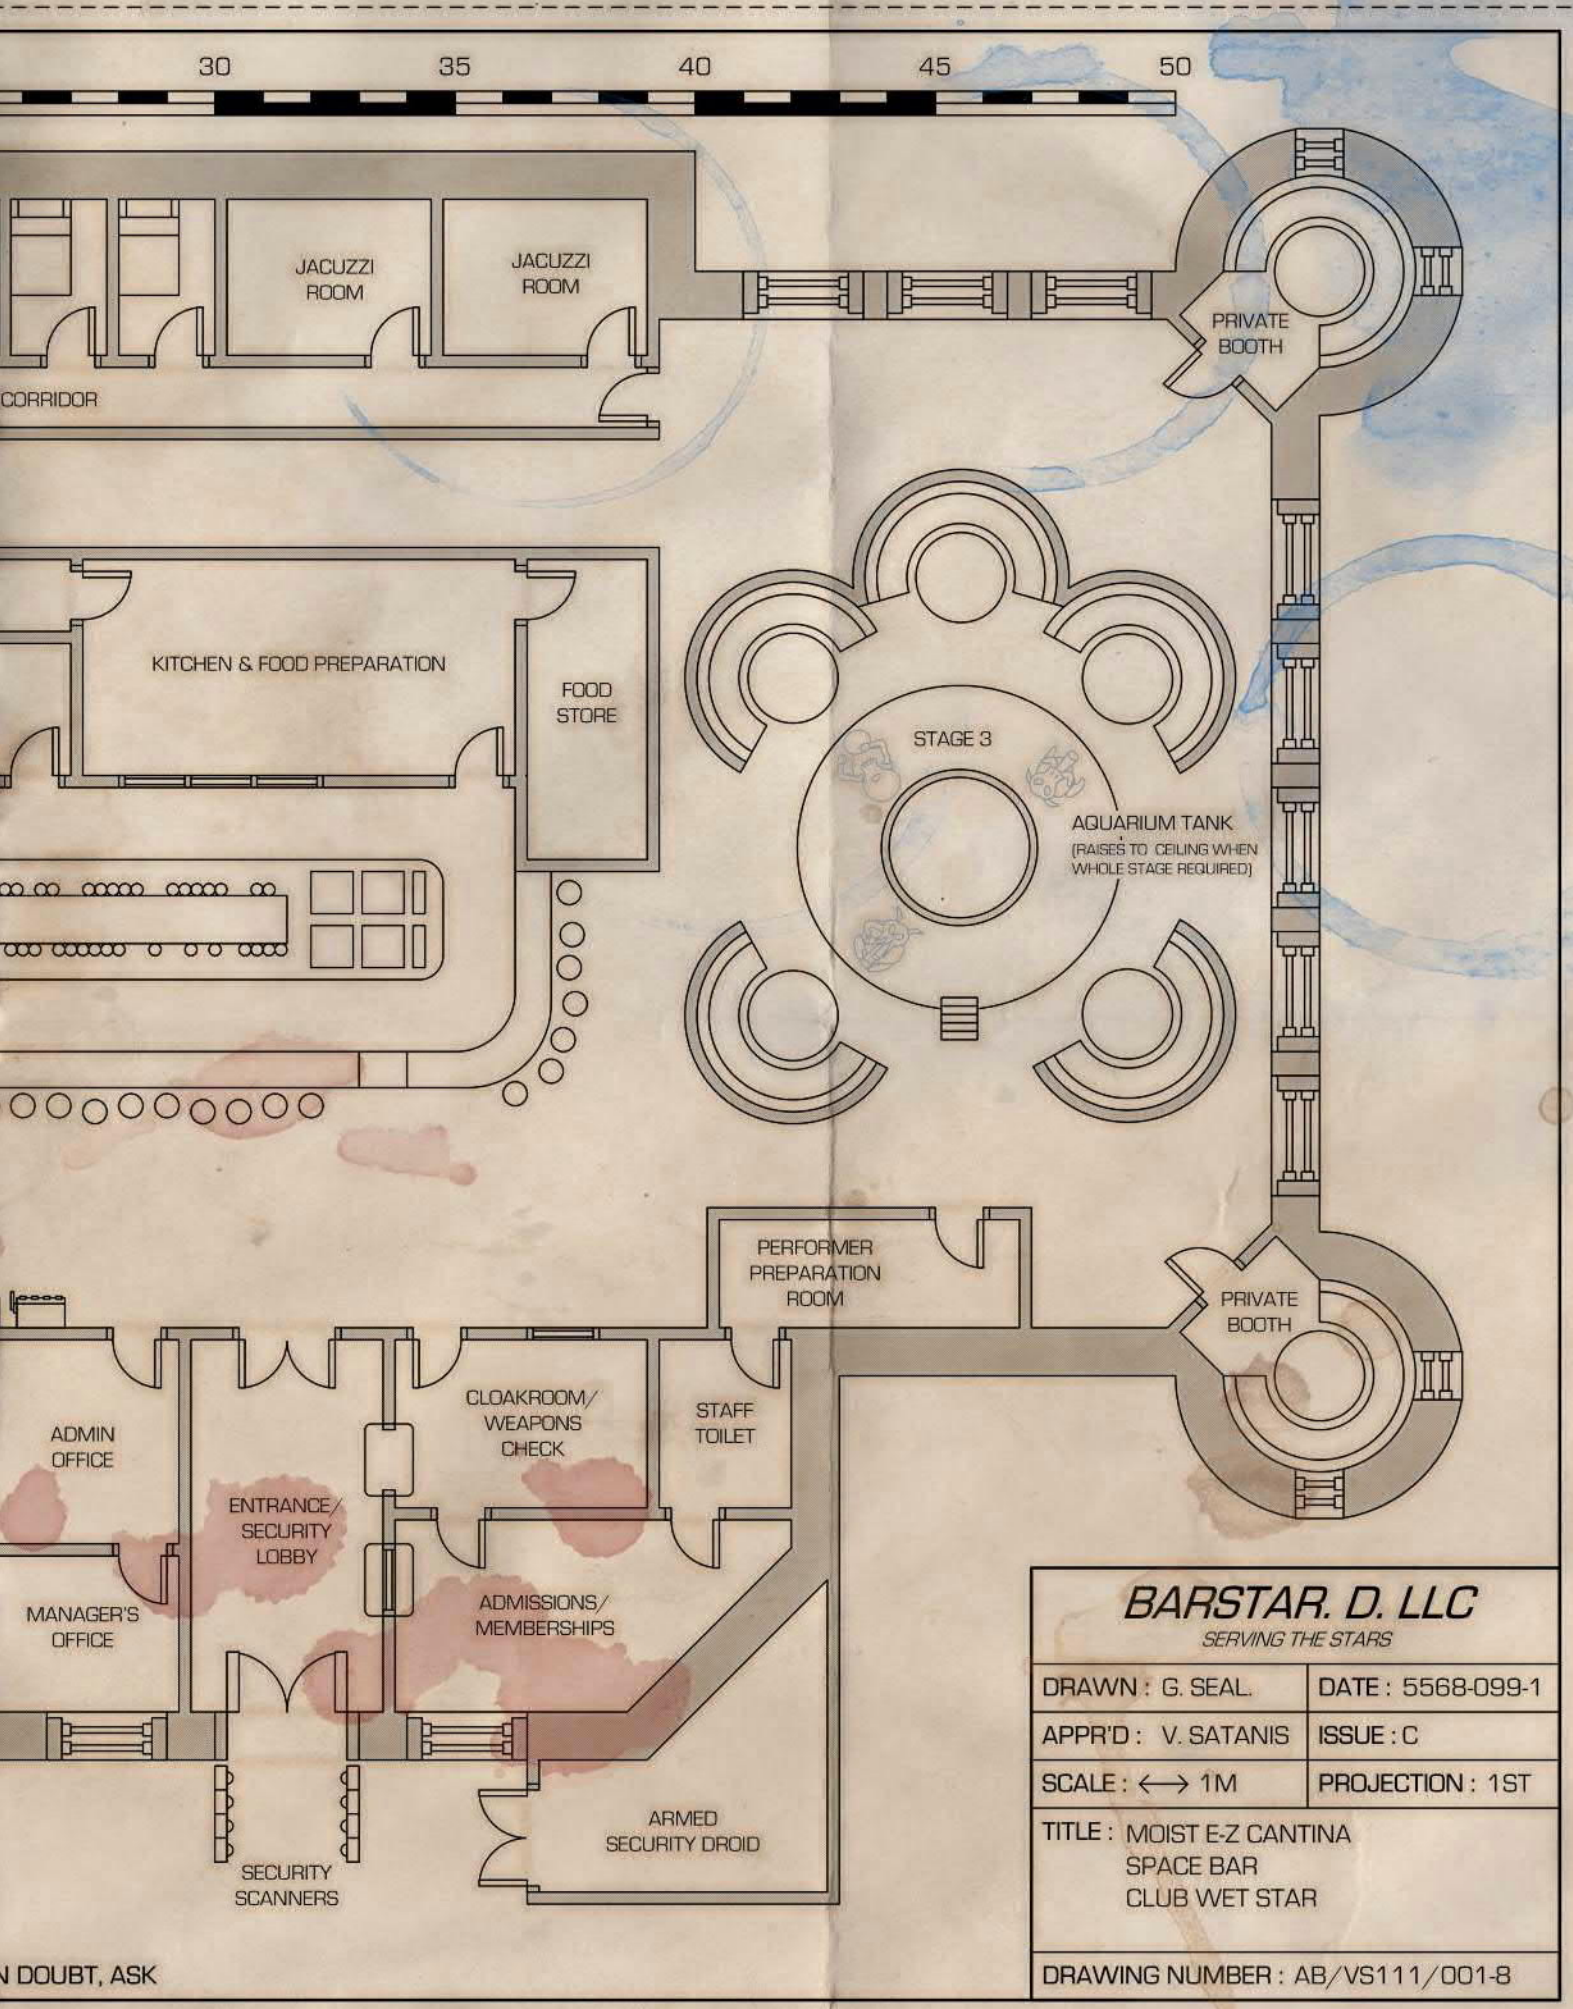 30 35 40 45 50
JACUZZI
ROOM
JACUZZI
ROOM
PRIVATE
BOOTH
CORRIDOR
KITCHEN & FOOD PREPARATION
FOOD
STORE
STAGE 3
AQUARIUM TANK
(RAISES TO CEILING WHEN
WHOLE STAGE REQUIRED)
PERFORMER
PREPARATION
ROOM
PRIVATE
BOOTH
ADMIN
OFFICE
CLOAKROOM/
WEAPONS
CHECK
STAFF
TOILET
ENTRANCE/
SECURITY
LOBBY
MANAGER'S
OFFICE
ADMISSIONS/
MEMBERSHIPS
ARMED
SECURITY DROID
SECURITY
SCANNERS
N DOUBT, ASK
BARSTAR. D. LLC
SERVING THE STARS
DRAWN : G. SEAL. DATE : 5568-099-1
APPR'D : V. SATANIS ISSUE : C
SCALE : ↔ 1M PROJECTION : 1ST
TITLE : MOIST E-Z CANTINA
SPACE BAR
CLUB WET STAR
DRAWING NUMBER : AB/VS111/001-8